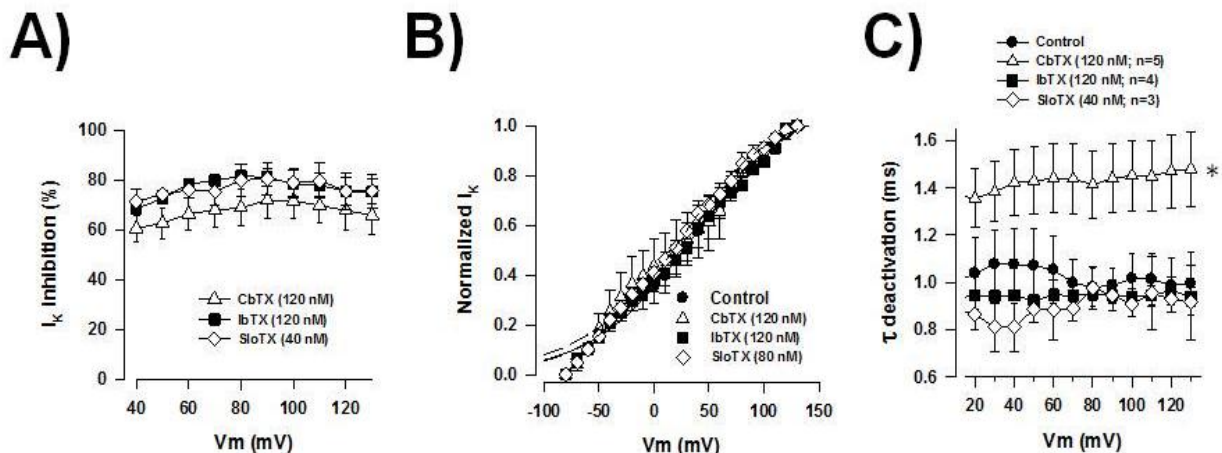 A)
B)
C)
Control
CbTX (120 nM; n=5)
IbTX (120 nM; n=4)
SloTX (40 nM; n=3)
I_K Inhibition (%)
100
80
60
40
20
0
CbTX (120 nM)
IbTX (120 nM)
SloTX (40 nM)
40 60 80 100 120
Vm (mV)
Normalized I_K
1.0
0.8
0.6
0.4
0.2
0.0
Control
CbTX (120 nM)
IbTX (120 nM)
SloTX (80 nM)
-100 -50 0 50 100 150
Vm (mV)
τ deactivation (ms)
1.6
1.4
1.2
1.0
0.8
0.6
*
20 40 60 80 100 120
Vm (mV)